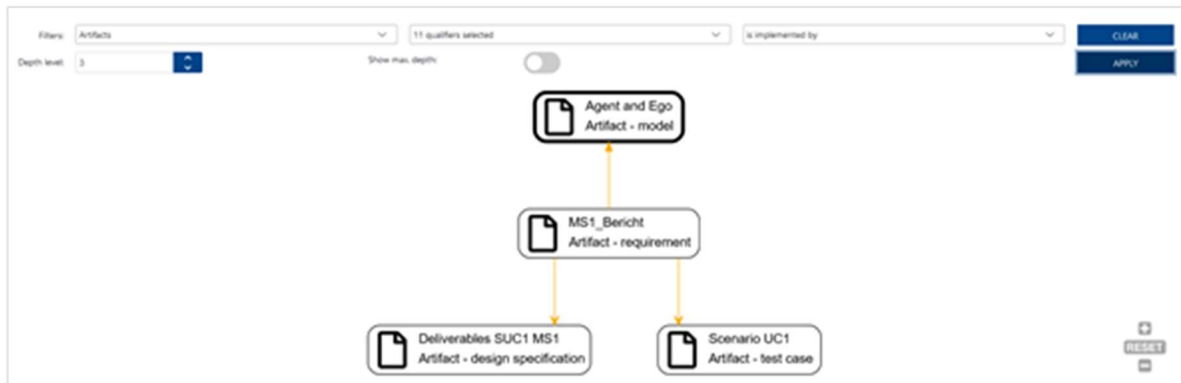 Filters: Artifacts 11 qualifiers selected is implemented by CLEAR
Depth level: 3 Show max. depth: APPLY
Agent and Ego
Artifact - model
MS1_Bericht
Artifact - requirement
Deliverables SUC1 MS1
Artifact - design specification
Scenario UC1
Artifact - test case
RESET